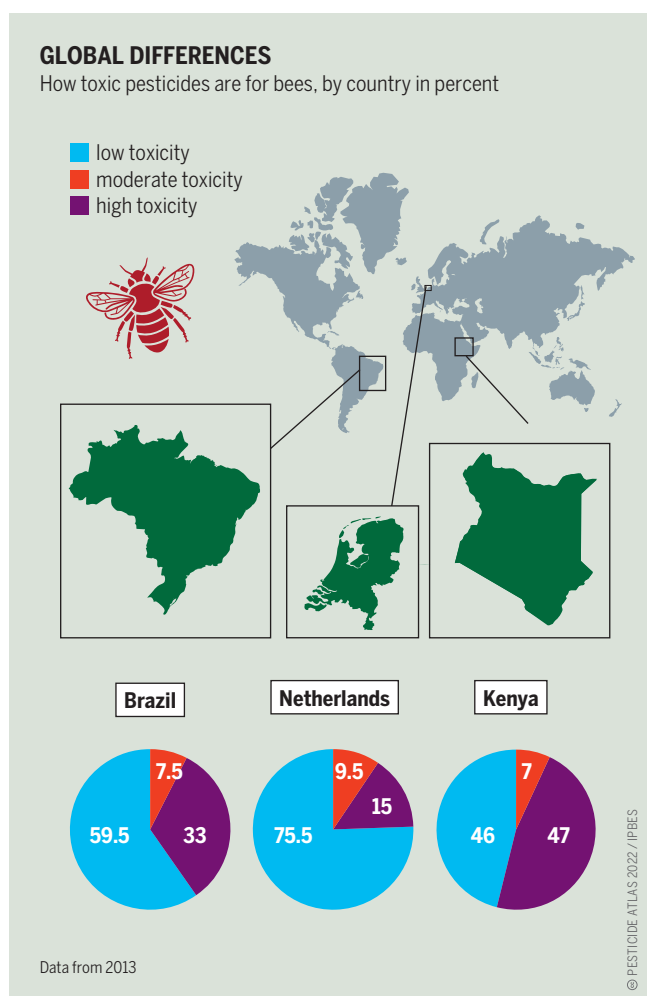 GLOBAL DIFFERENCES
How toxic pesticides are for bees, by country in percent
low toxicity
moderate toxicity
high toxicity
Brazil
Netherlands
Kenya
7.5
59.5
33
9.5
15
75.5
7
46
47
Data from 2013
PESTICIDE ATLAS 2022 / IPBES